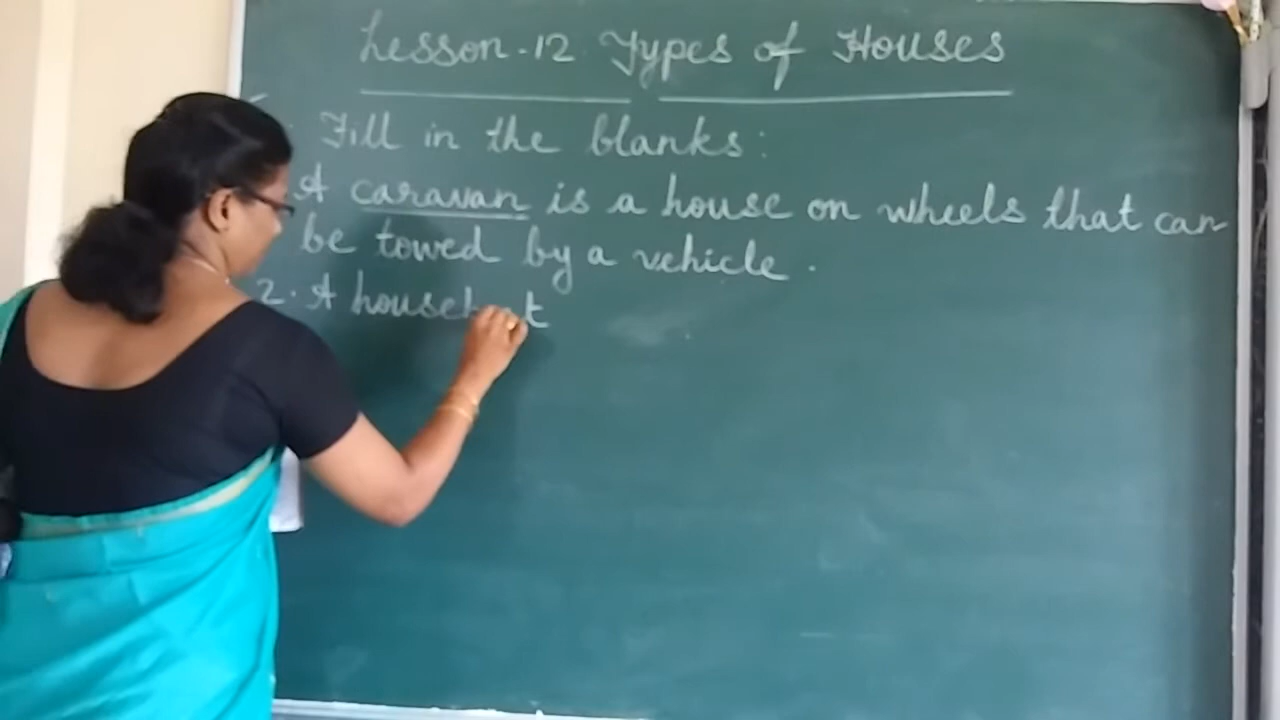 Lesson-12 Types of Houses
Fill in the blanks:
A caravan is a house on wheels that can
be towed by a vehicle.
2. A houseboat